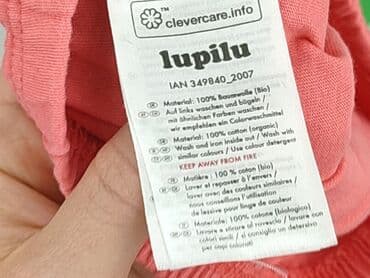 clevercare.info
lupilu
IAN 349840_2007
Material: 100% Baumwolle (Bio)
Auf links waschen und bügeln /
mit ähnlichen Farben waschen /
wir empfehlen ein Colorwaschmittel
Material: 100% cotton (organic)
Wash and iron inside out / Wash with
similar colours / Use colour detergent
KEEP AWAY FROM FIRE
Matière : 100 % coton (bio)
Laver et repasser à l'envers /
laver avec des couleurs similaires /
nous conseillons l'utilisation
de lessive pour linge de couleur
Materiale: 100% cotone (biologico)
Lavare e stirare al rovescio / lavare con
colori simili / si consiglia un detersivo
per capi colorati